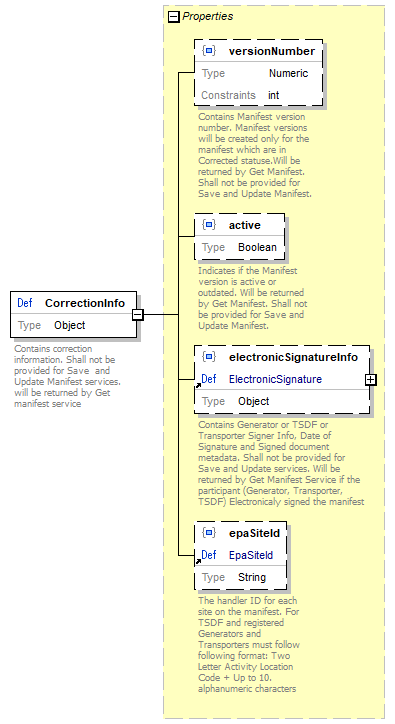 Properties
versionNumber
Type Numeric
Constraints int
Contains Manifest version
number. Manifest versions
will be created only for the
manifest which are in
Corrected statuse.Will be
returned by Get Manifest.
Shall not be provided for
Save and Update Manifest.
active
Type Boolean
Indicates if the Manifest
version is active or
outdated. Will be returned
by Get Manifest. Shall not
be provided for Save and
Update Manifest.
Def CorrectionInfo
Type Object
Contains correction
information. Shall not be
provided for Save and
Update Manifest services.
will be returned by Get
manifest service
electronicSignatureInfo
Def ElectronicSignature
Type Object
Contains Generator or TSDF or
Transporter Signer Info, Date of
Signature and Signed document
metadata. Shall not be provided for
Save and Update services. Will be
returned by Get Manifest Service if the
participant (Generator, Transporter,
TSDF) Electronicaly signed the manifest
epaSiteId
Def EpaSiteId
Type String
The handler ID for each
site on the manifest. For
TSDF and registered
Generators and
Transporters must follow
following format: Two
Letter Activity Location
Code + Up to 10.
alphanumeric characters